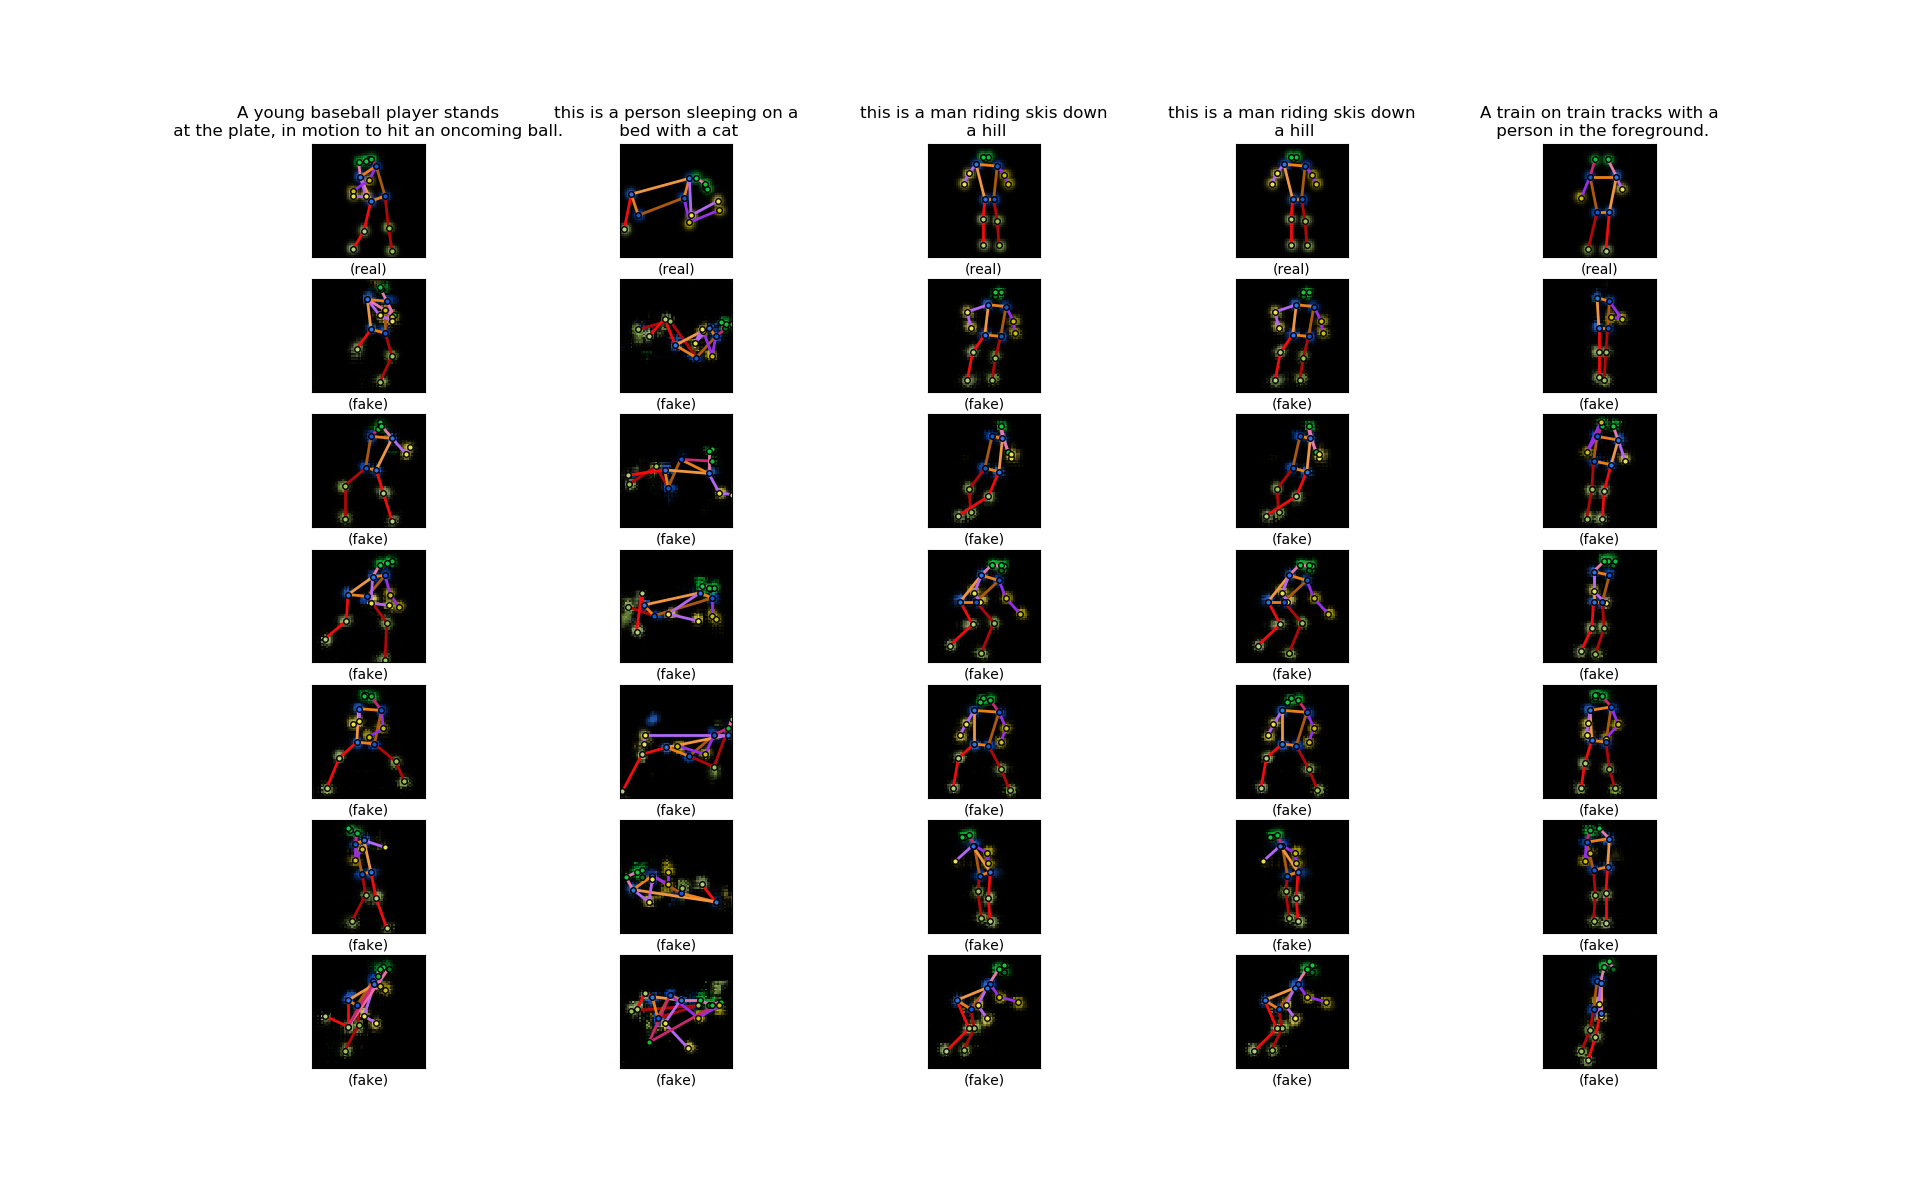 A young baseball player stands
at the plate, in motion to hit an oncoming ball.
this is a person sleeping on a
bed with a cat
this is a man riding skis down
a hill
this is a man riding skis down
a hill
A train on train tracks with a
person in the foreground.
(real) (real) (real) (real) (real)
(fake) (fake) (fake) (fake) (fake)
(fake) (fake) (fake) (fake) (fake)
(fake) (fake) (fake) (fake) (fake)
(fake) (fake) (fake) (fake) (fake)
(fake) (fake) (fake) (fake) (fake)
(fake) (fake) (fake) (fake) (fake)